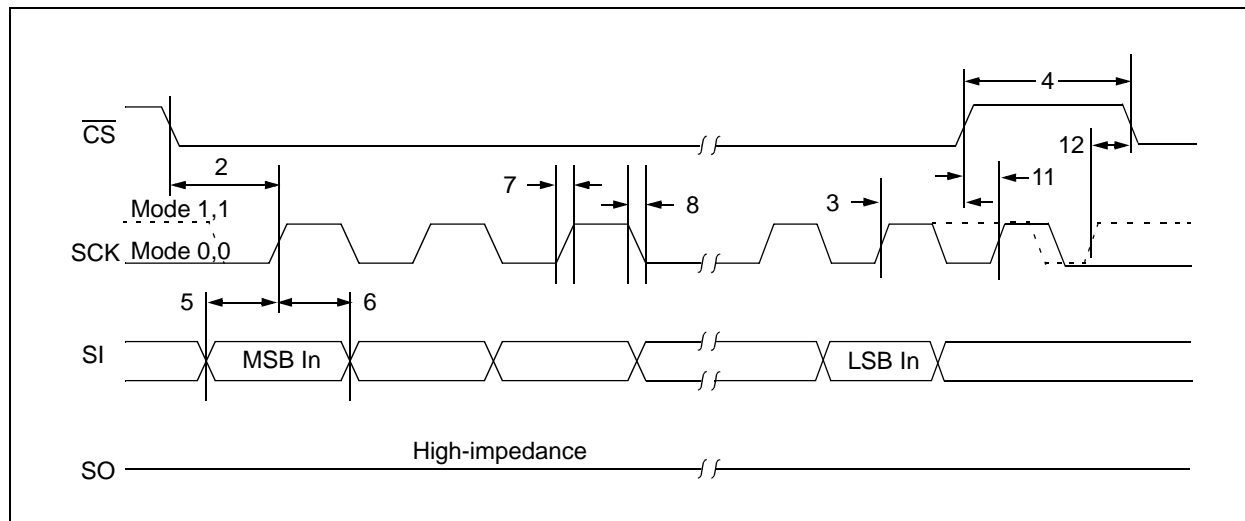 4
CS
12
2
7
11
Mode 1,1
3
8
SCK
Mode 0,0
5
6
SI
MSB In
LSB In
High-impedance
SO